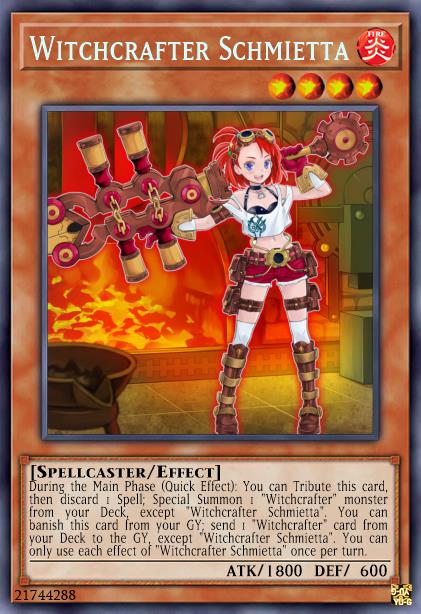 WITCHCRAFTER SCHMIETTA
FIRE
炎
[SPELLCASTER/EFFECT]
During the Main Phase (Quick Effect): You can Tribute this card,
then discard 1 Spell; Special Summon 1 "Witchcrafter" monster
from your Deck, except "Witchcrafter Schmietta". You can
banish this card from your GY; send 1 "Witchcrafter" card from
your Deck to the GY, except "Witchcrafter Schmietta". You can
only use each effect of "Witchcrafter Schmietta" once per turn.
ATK/1800 DEF/ 600
21744288